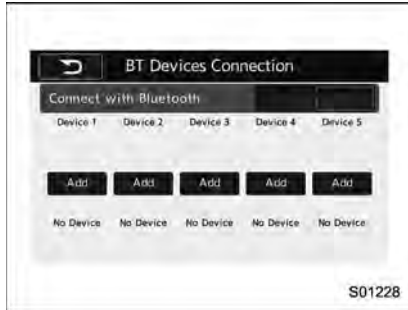 BT Devices Connection
Connect with Bluetooth
Device 1 Device 2 Device 3 Device 4 Device 5
Add Add Add Add Add
No Device No Device No Device No Device No Device
S01228